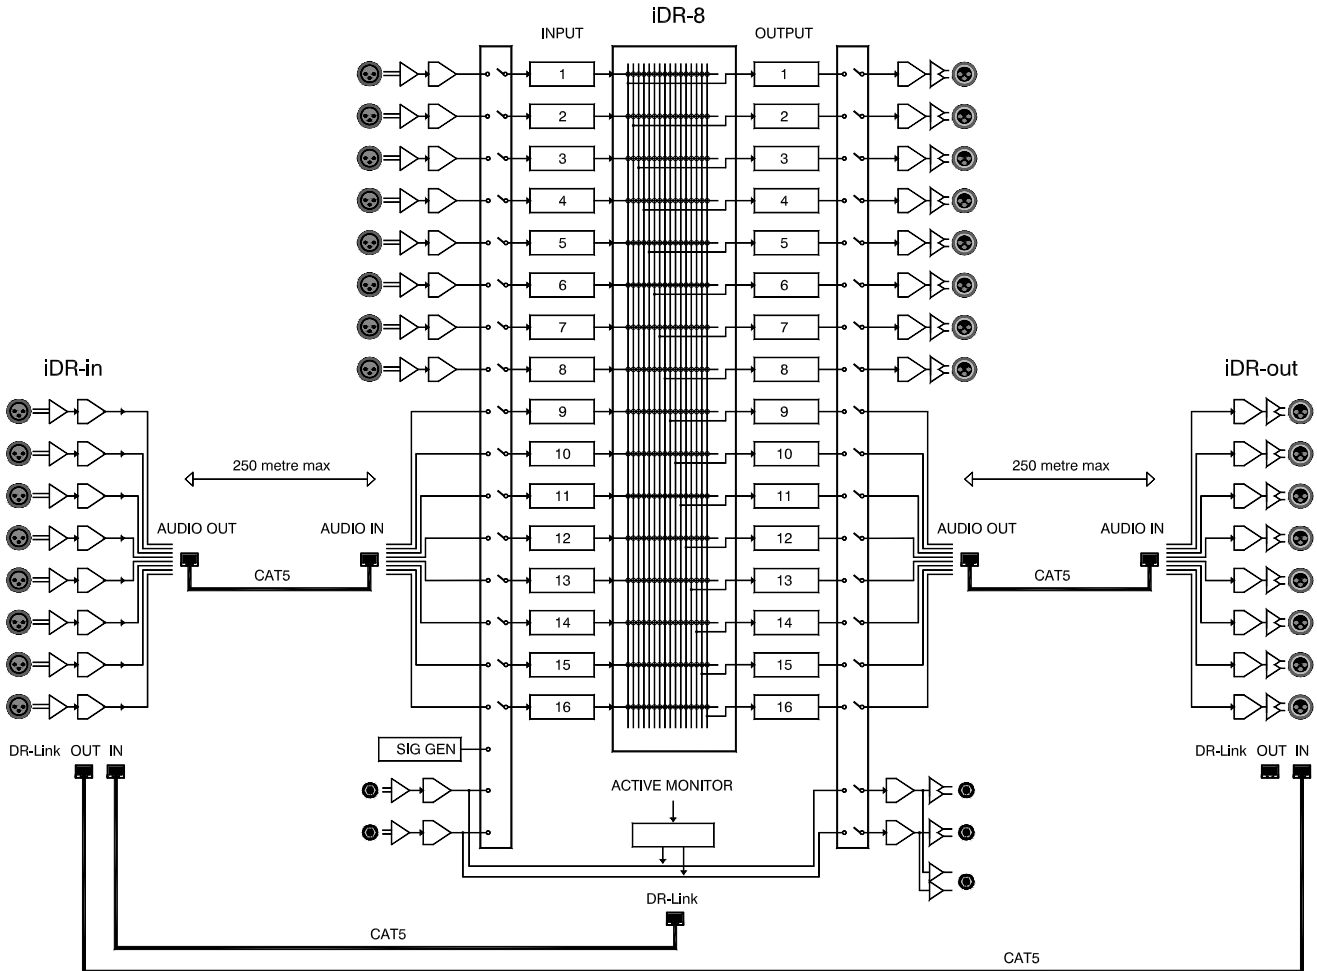 iDR-8
INPUT
OUTPUT
1 1
2 2
3 3
4 4
5 5
6 6
7 7
8 8
iDR-in
iDR-out
9 9
10 10
250 metre max
250 metre max
11 11
AUDIO OUT
AUDIO IN
12 12
AUDIO OUT
AUDIO IN
CAT5
13 13
CAT5
14 14
15 15
16 16
DR-Link OUT IN
SIG GEN
DR-Link OUT IN
ACTIVE MONITOR
DR-Link
CAT5
CAT5